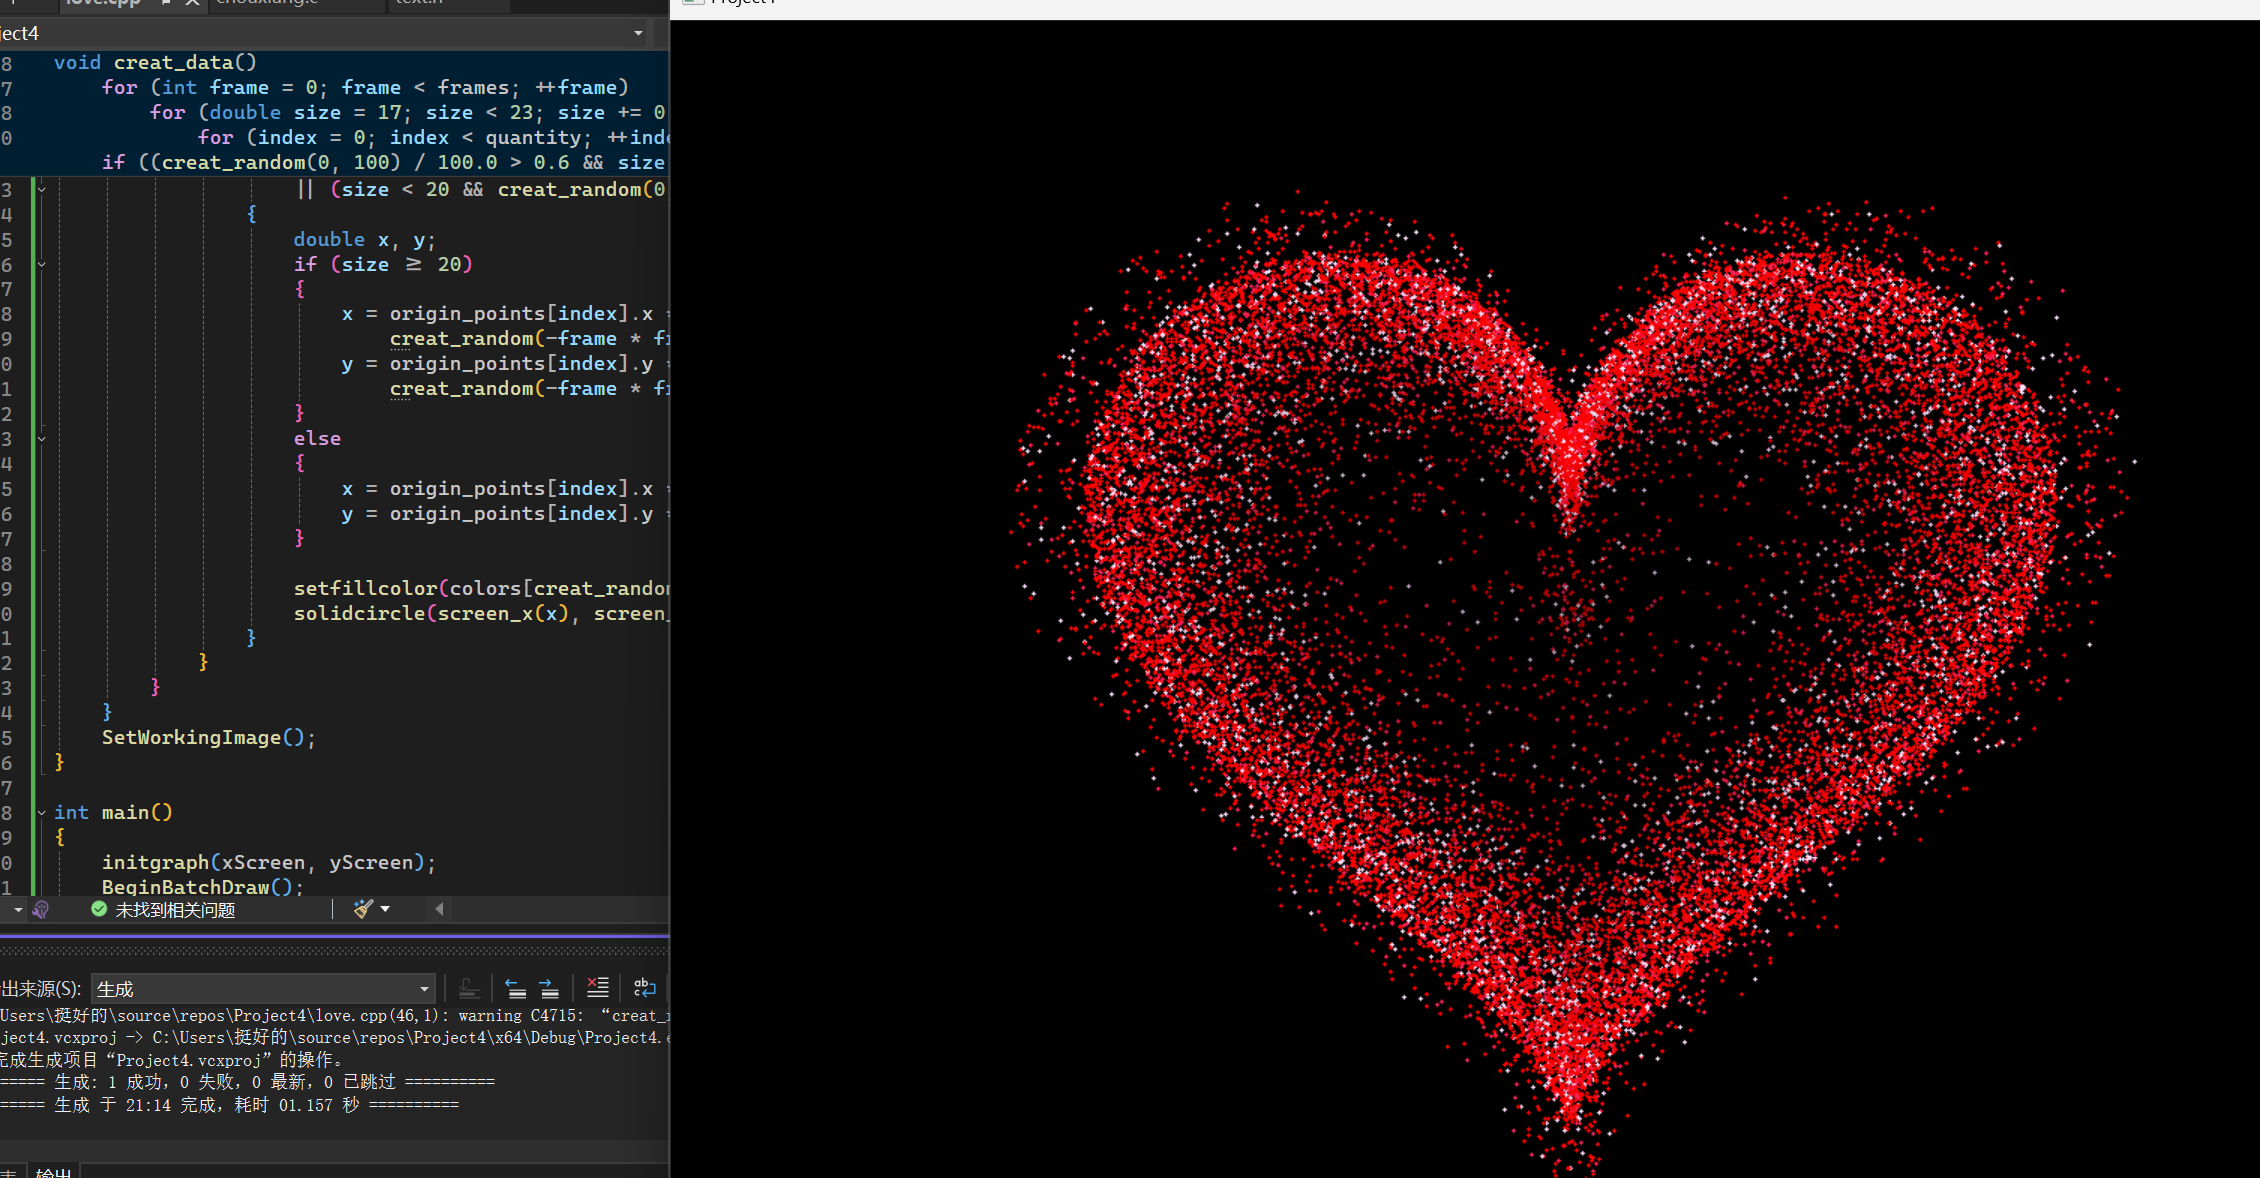 love.cpp
ject4
8 void creat_data()
7 for (int frame = 0; frame < frames; ++frame)
8 for (double size = 17; size < 23; size += 0
0 for (index = 0; index < quantity; ++inde
if ((creat_random(0, 100) / 100.0 > 0.6 && size
3 || (size < 20 && creat_random(0
4 {
5 double x, y;
6 if (size ≥ 20)
7 {
8 x = origin_points[index].x
9 creat_random(-frame * f
0 y = origin_points[index].y
1 creat_random(-frame * f
2 }
3 else
4 {
5 x = origin_points[index].x
6 y = origin_points[index].y
7 }
8
9 setfillcolor(colors[creat_rando
0 solidcircle(screen_x(x), screen_
1 }
2 }
3 }
4 }
5 SetWorkingImage();
6 }
7
8 int main()
9 {
0 initgraph(xScreen, yScreen);
1 BeginBatchDraw();
未找到相关问题
出来源(S): 生成
Users\挺好的\source\repos\Project4\love.cpp(46,1): warning C4715: “creat_
ject4.vcxproj -> C:\Users\挺好的\source\repos\Project4\x64\Debug\Project4.
完成生成项目“Project4.vcxproj”的操作。
===== 生成: 1 成功，0 失败，0 最新，0 已跳过 ==========
===== 生成 于 21:14 完成，耗时 01.157 秒 ==========
输出